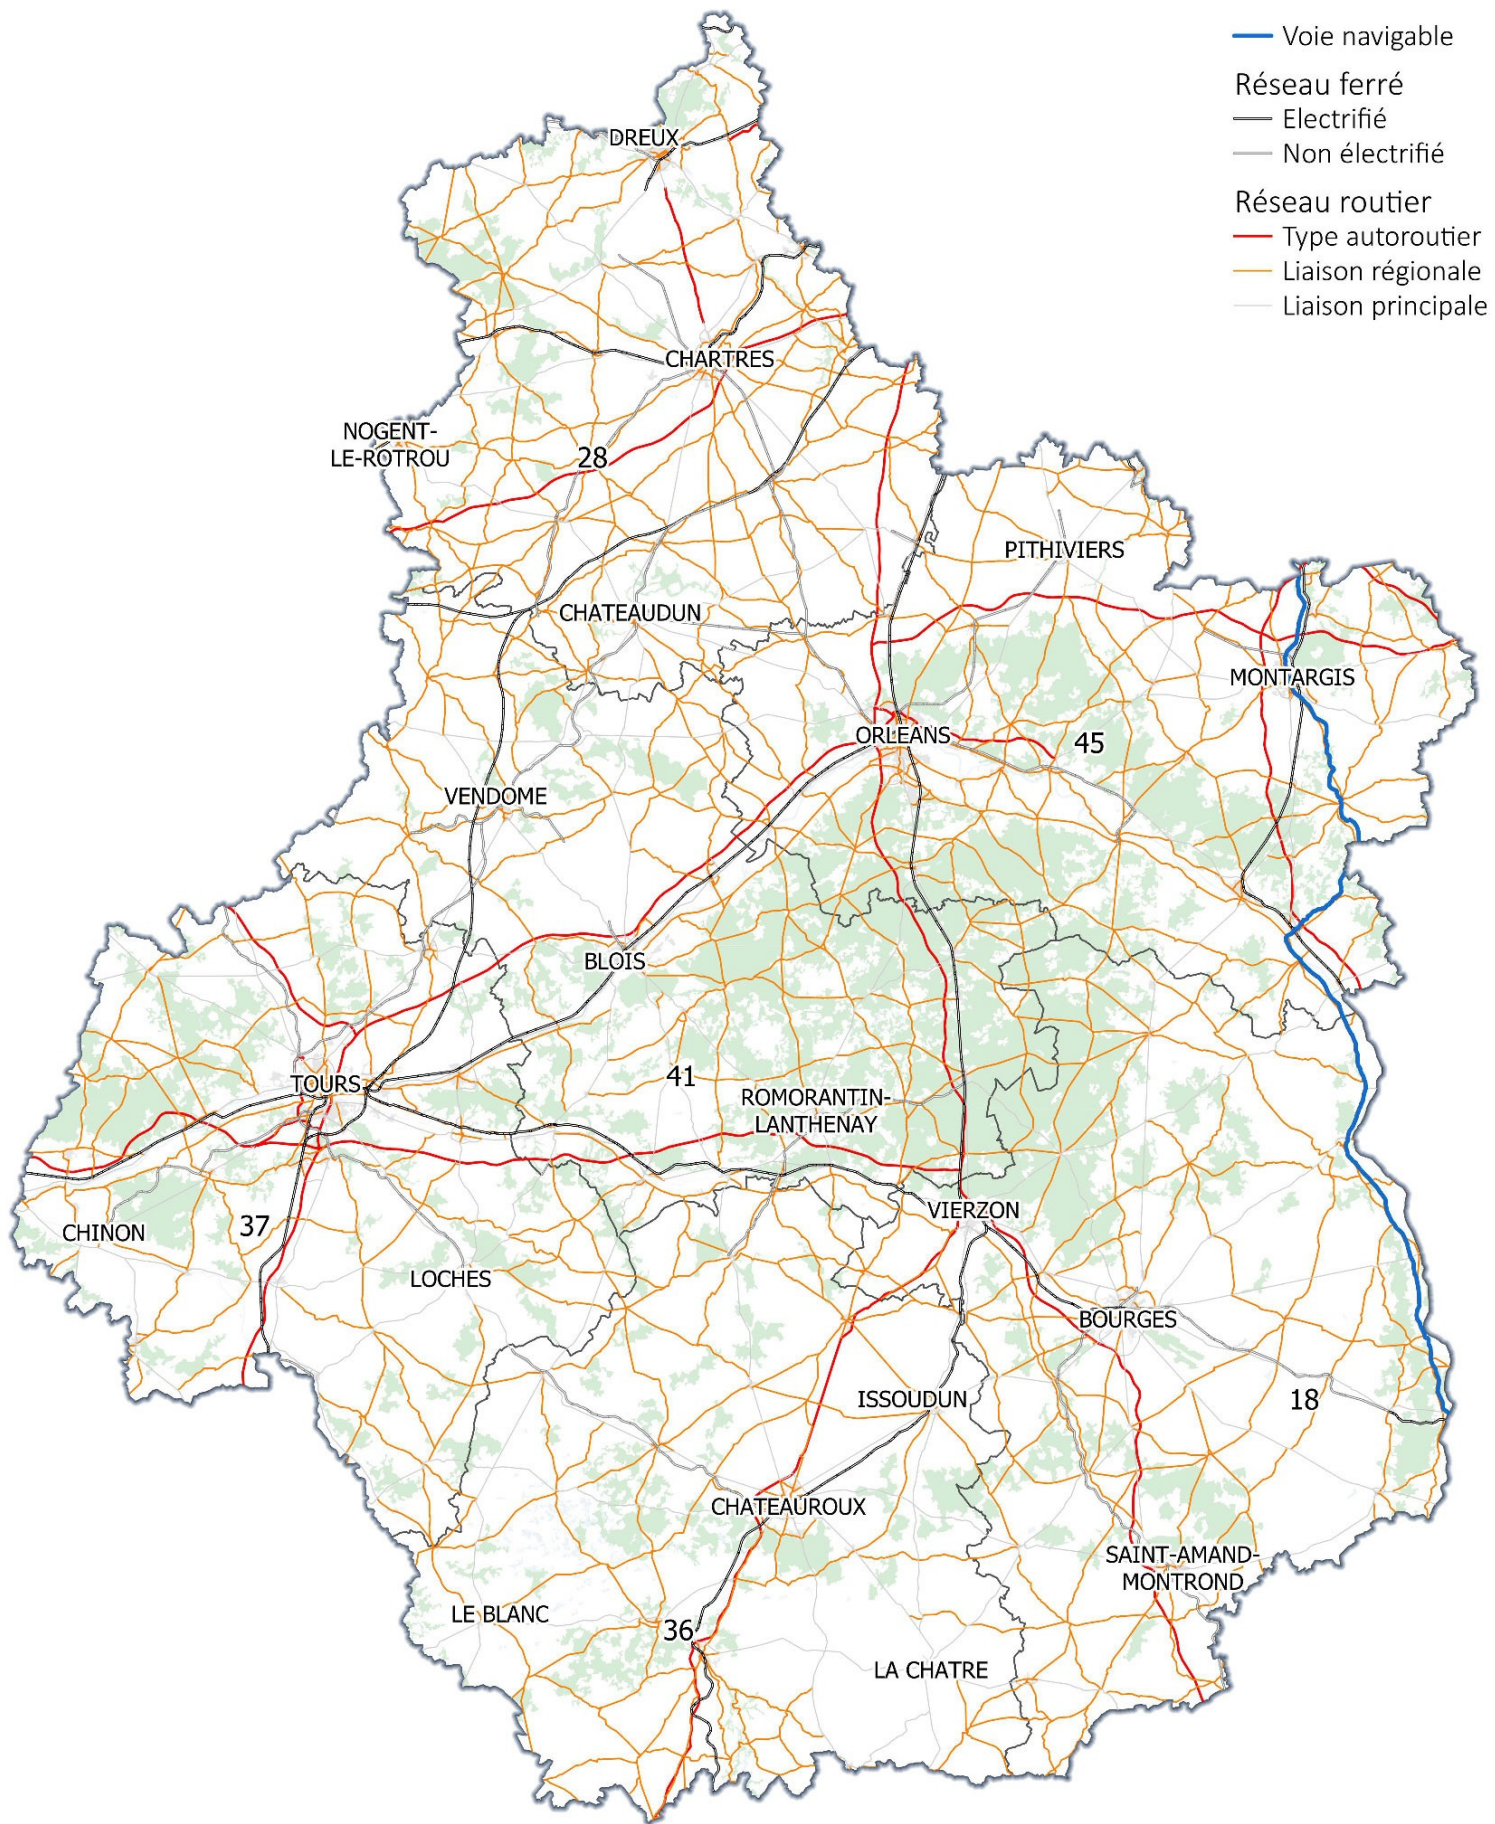 Voie navigable
Réseau ferré
Electrifié
Non électrifié
Réseau routier
Type autoroutier
Liaison régionale
Liaison principale
DREUX
CHARTRES
NOGENT-
LE-ROTROU
28
PITHIVIERS
CHATEAUDUN
MONTARGIS
ORLEANS
45
VENDOME
BLOIS
41
TOURS
ROMORANTIN-
LANTHENAY
VIERZON
CHINON
37
LOCHES
BOURGES
ISSOUDUN
18
CHATEAUROUX
SAINT-AMAND-
MONTROND
LE BLANC
36
LA CHATRE